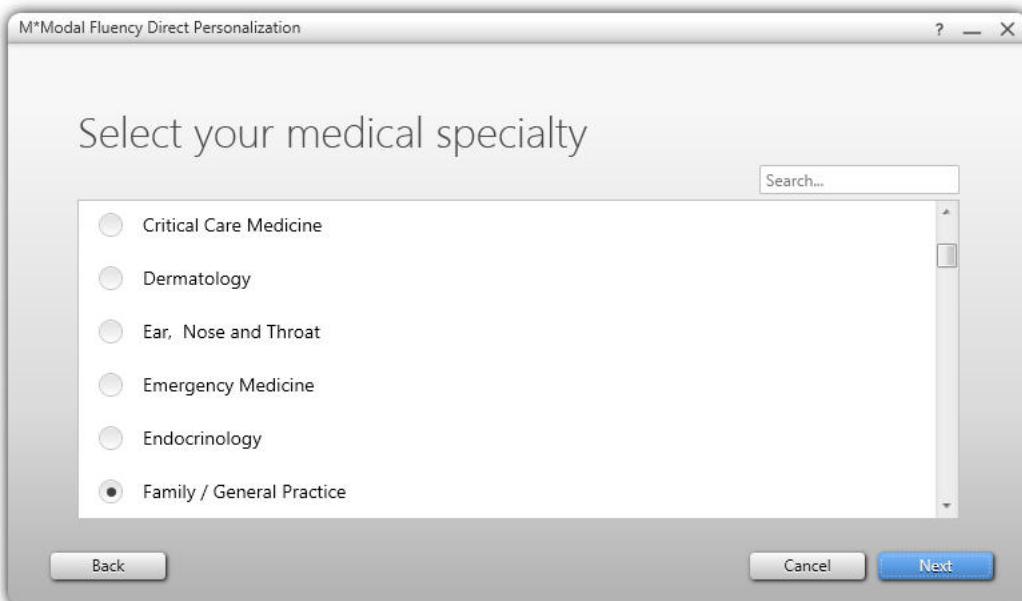 M*Modal Fluency Direct Personalization
?
Select your medical specialty
Search...
Critical Care Medicine
Dermatology
Ear,  Nose and Throat
Emergency Medicine
Endocrinology
Family / General Practice
Back
Cancel
Next